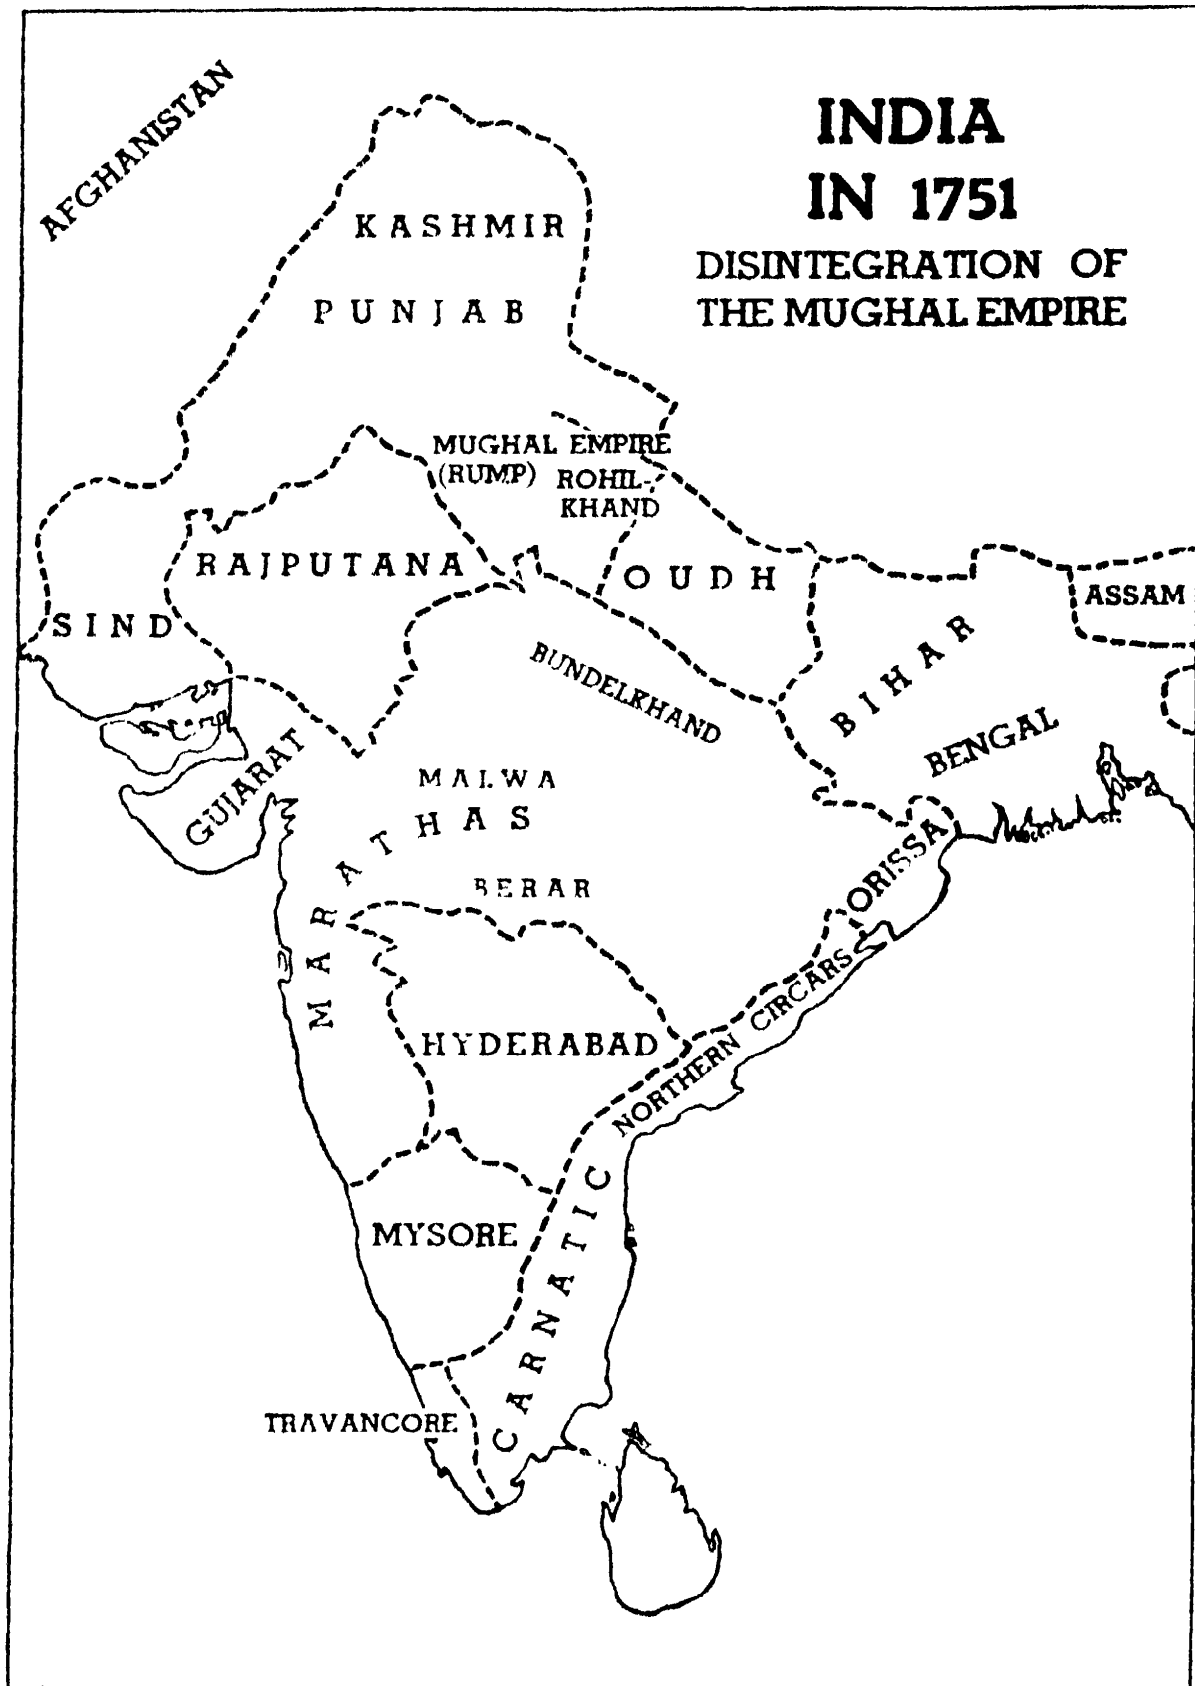 INDIA
IN 1751
DISINTEGRATION OF
THE MUGHAL EMPIRE
AFGHANISTAN
KASHMIR
PUNJAB
MUGHAL EMPIRE
(RUMP)
ROHIL-
KHAND
RAJPUTANA
OUDH
ASSAM
SIND
BIHAR
BUNDELKHAND
BENGAL
GUJARAT
MALWA
MARATHAS
BERAR
ORISSA
NORTHERN CIRCARS
HYDERABAD
MYSORE
CARNATIC
TRAVANCORE